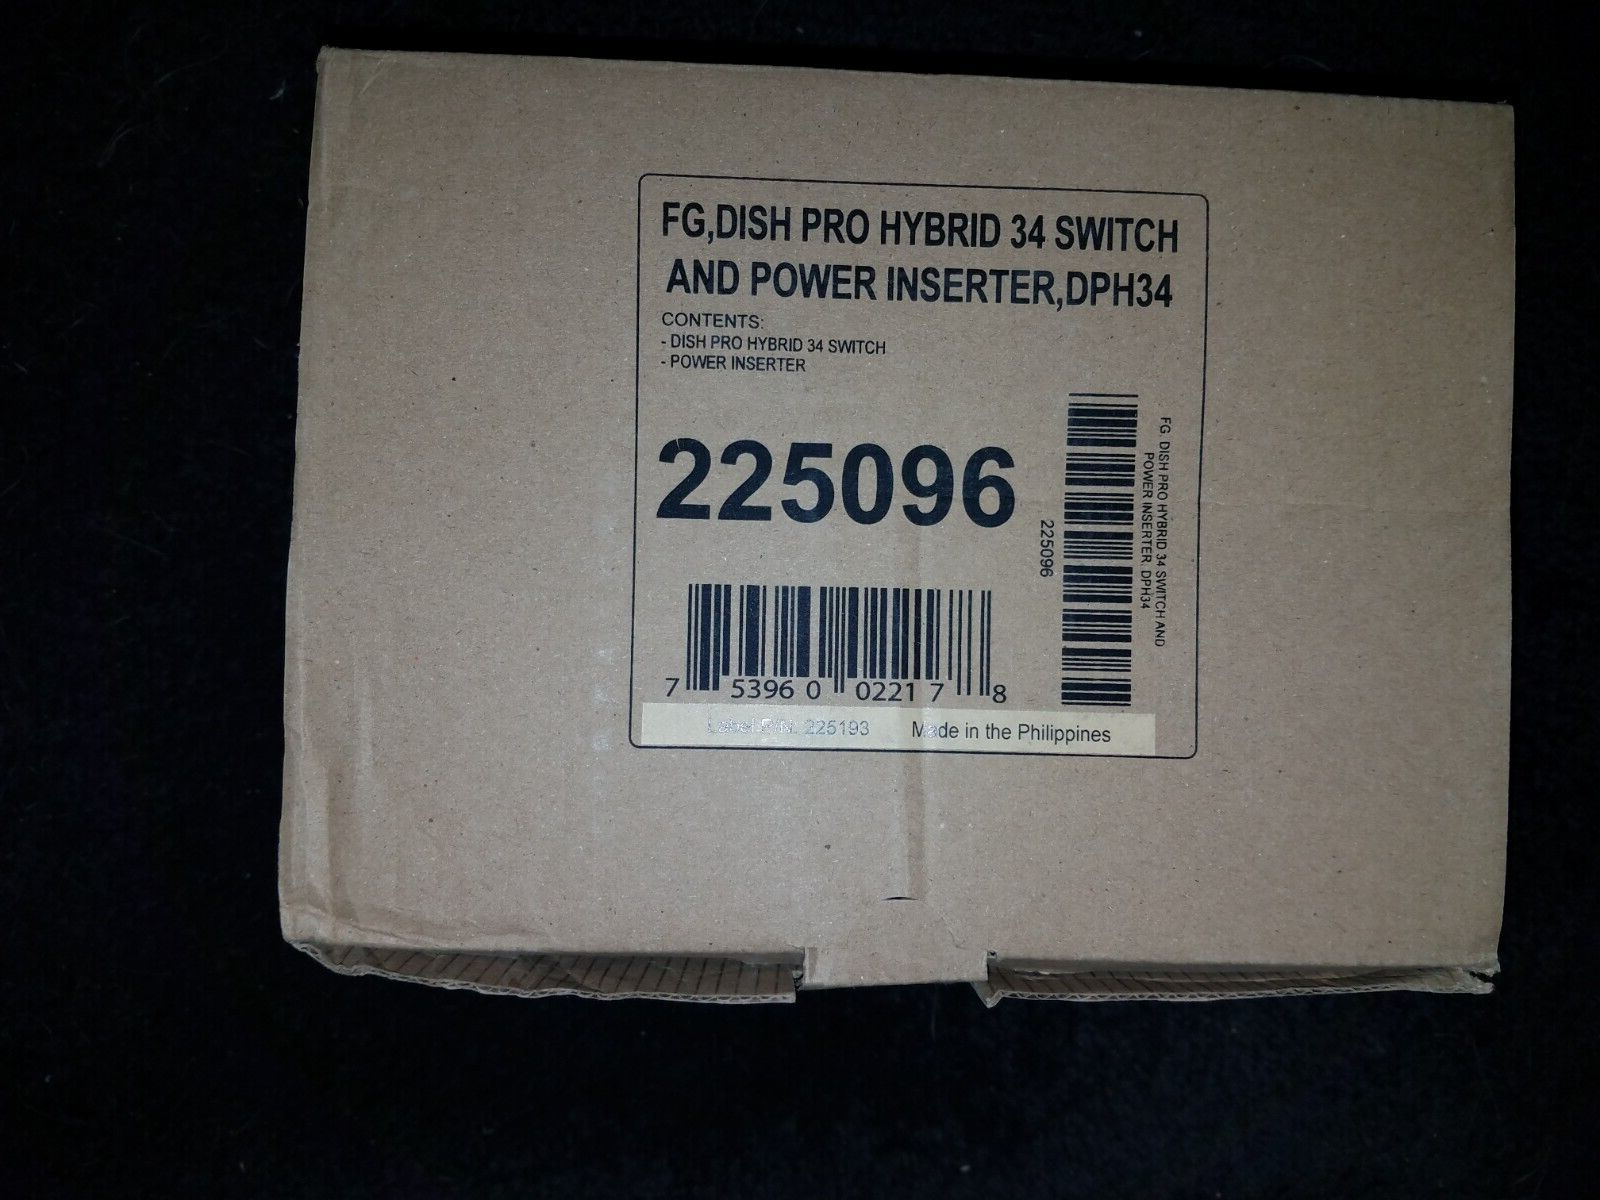 FG,DISH PRO HYBRID 34 SWITCH
AND POWER INSERTER,DPH34
CONTENTS:
- DISH PRO HYBRID 34 SWITCH
- POWER INSERTER
225096
225096
FG DISH PRO HYBRID 34 SWITCH AND
POWER INSERTER. DPH34
7 53960 02217 8
Label P/N: 225193 Made in the Philippines